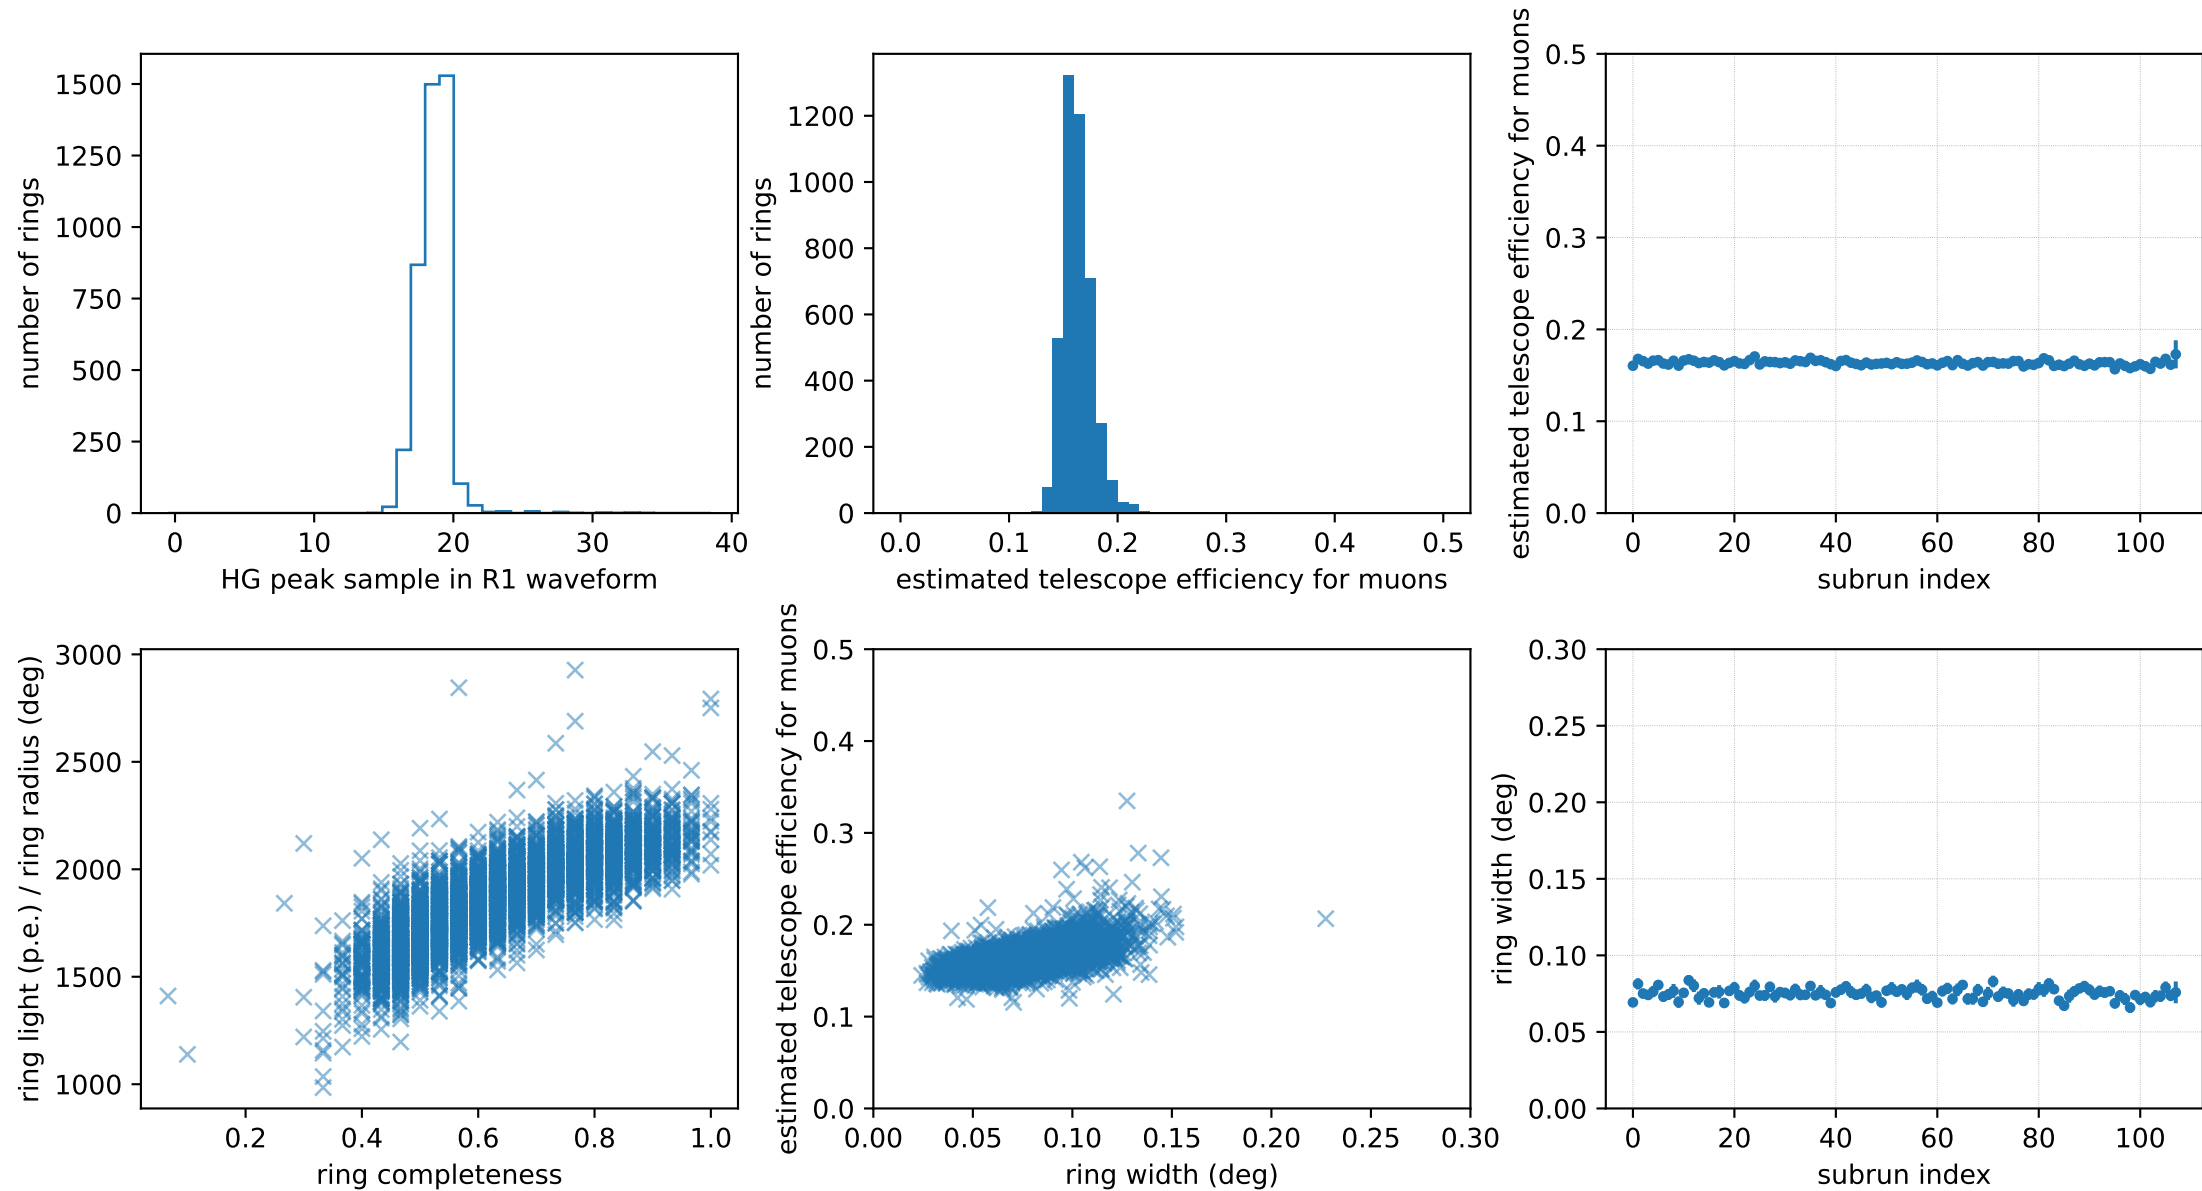 1500
1250
1000
750
500
250
0
number of rings
0 10 20 30 40
HG peak sample in R1 waveform
1200
1000
800
600
400
200
0
number of rings
0.0 0.1 0.2 0.3 0.4 0.5
estimated telescope efficiency for muons
0.5
0.4
0.3
0.2
0.1
0.0
estimated telescope efficiency for muons
0 20 40 60 80 100
subrun index
3000
2500
2000
1500
1000
ring light (p.e.) / ring radius (deg)
0.2 0.4 0.6 0.8 1.0
ring completeness
0.5
0.4
0.3
0.2
0.1
0.0
estimated telescope efficiency for muons
0.00 0.05 0.10 0.15 0.20 0.25 0.30
ring width (deg)
0.30
0.25
0.20
0.15
0.10
0.05
0.00
ring width (deg)
0 20 40 60 80 100
subrun index